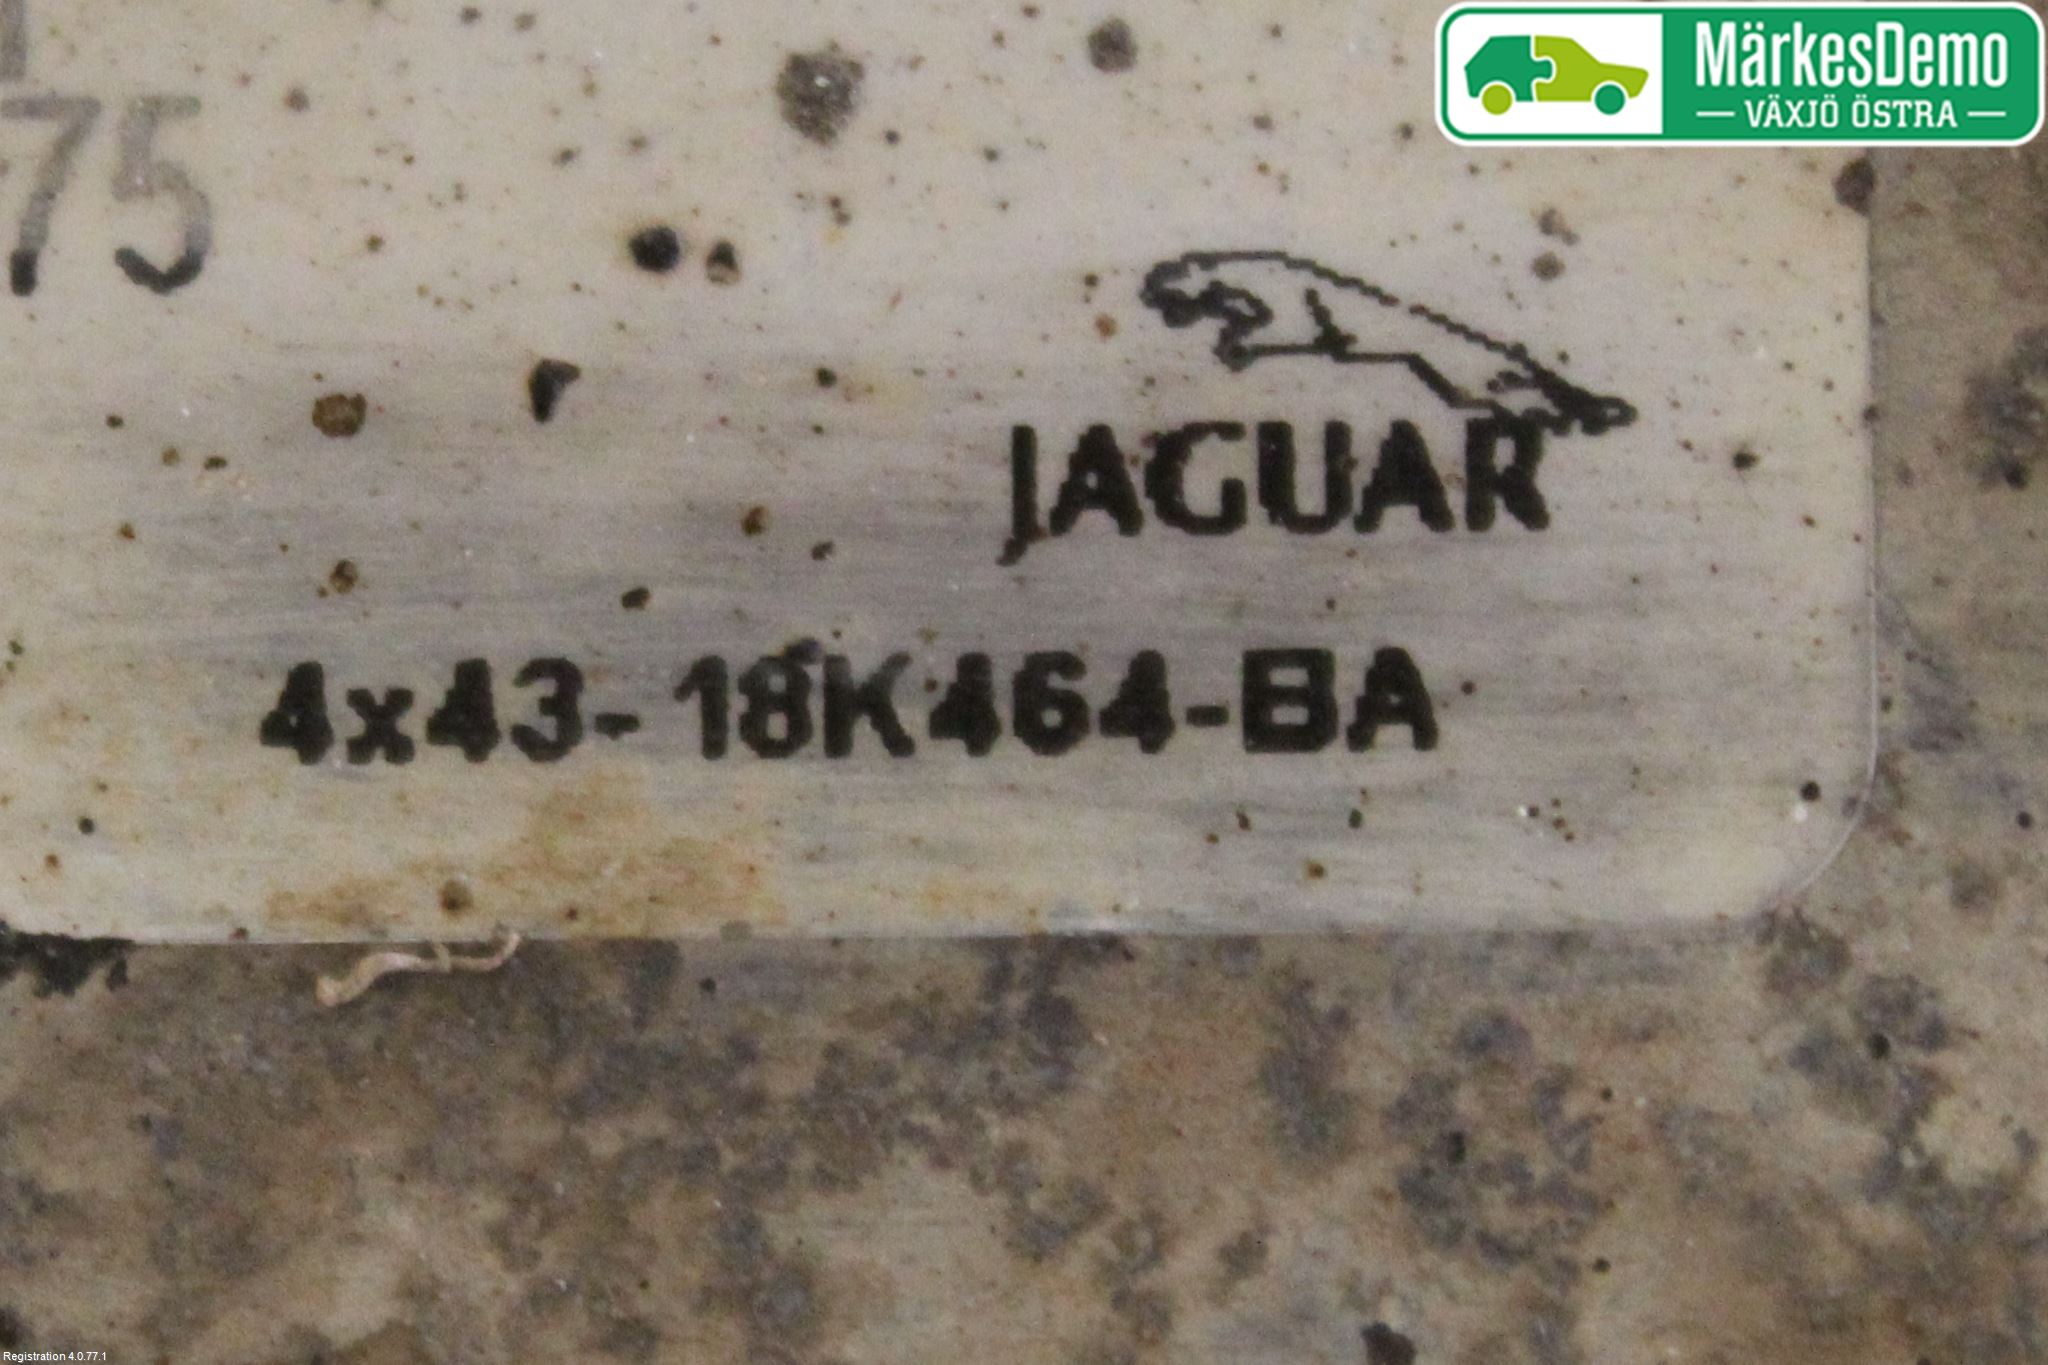 MärkesDemo
VÄXJÖ ÖSTRA
75
JAGUAR
4x43-18K464-BA
Registration 4.0.77.1